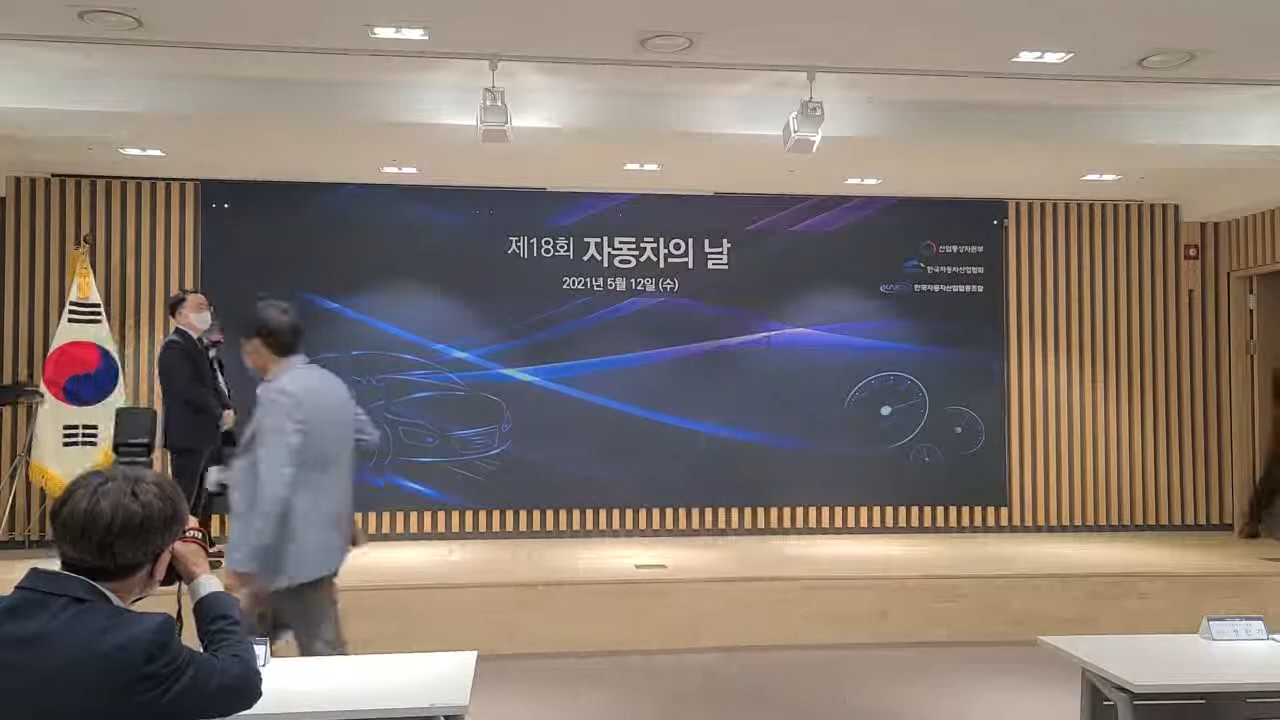 제18회 자동차의 날
2021년 5월 12일 (수)
산업통상자원부
한국자동차산업협회
한국자동차산업협동조합